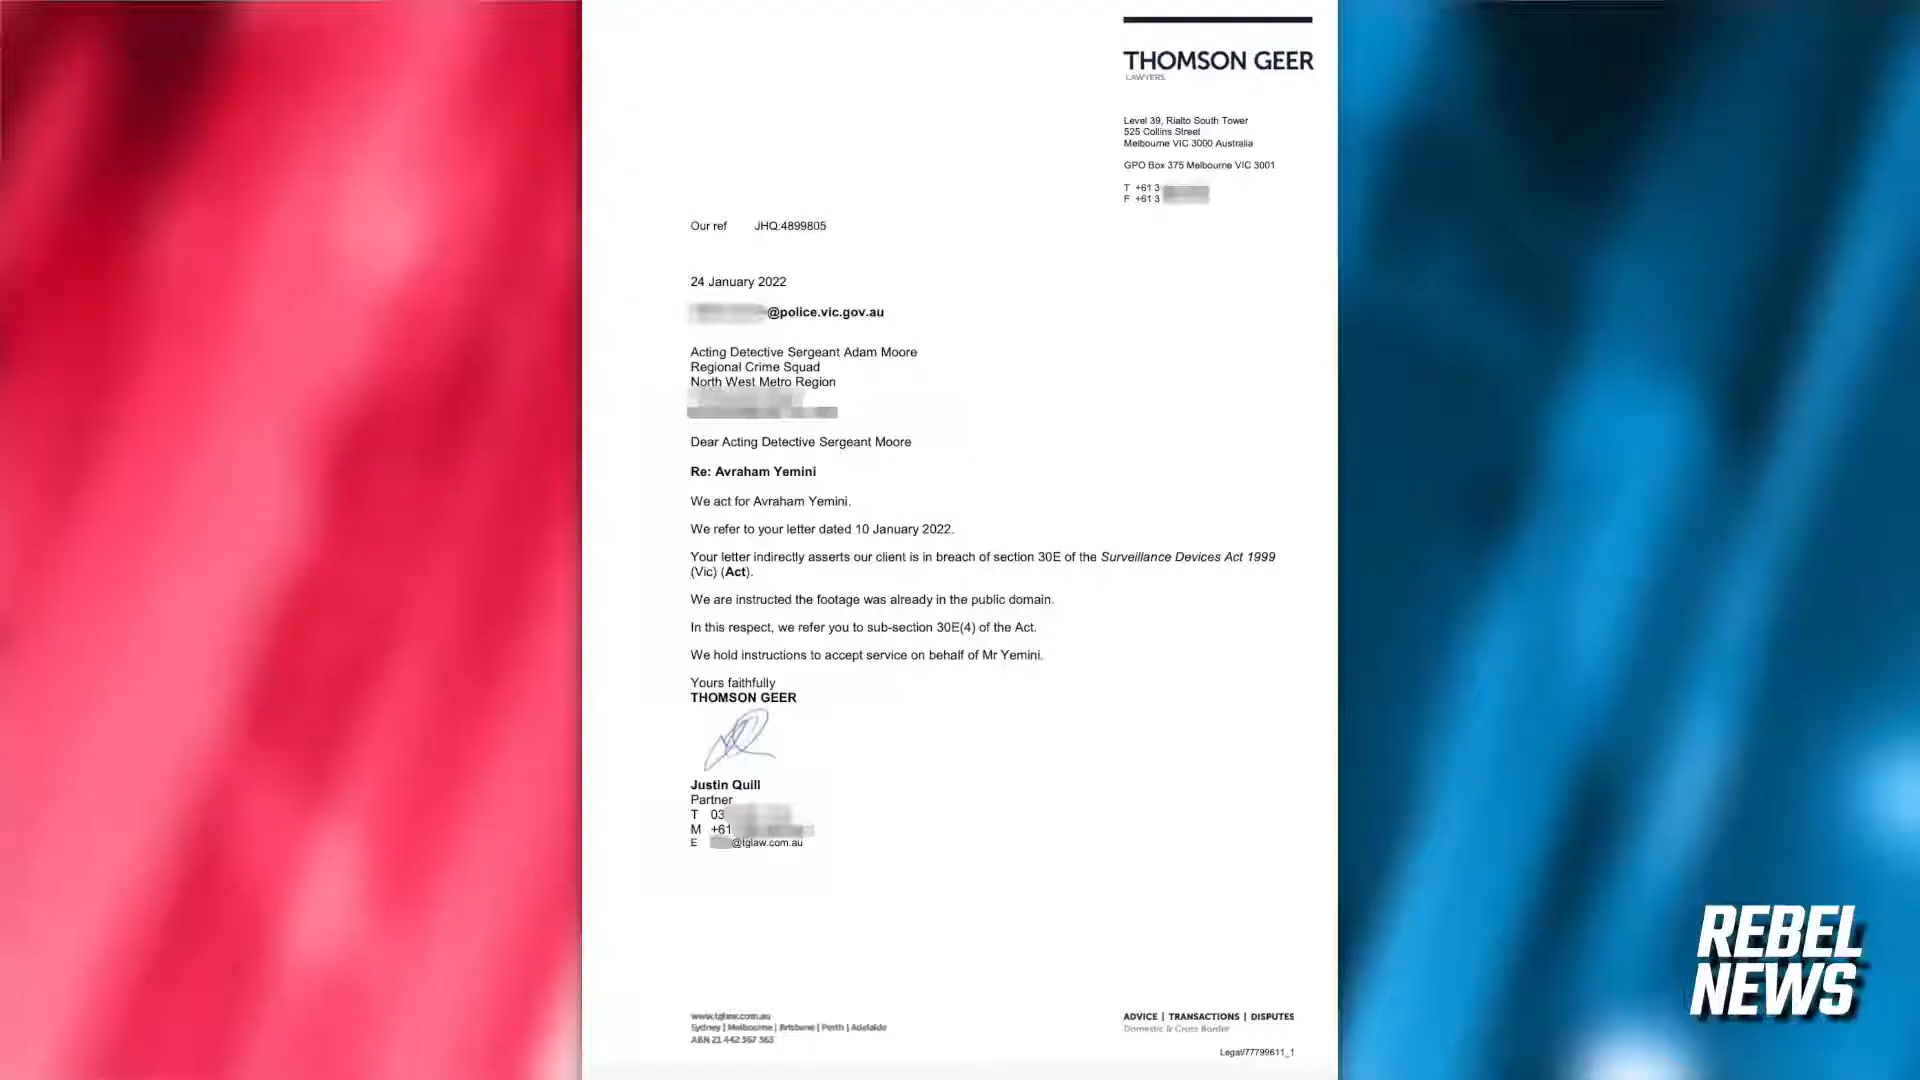 THOMSON GEER
LAWYERS
Level 39, Rialto South Tower
525 Collins Street
Melbourne VIC 3000 Australia
GPO Box 375 Melbourne VIC 3001
T +61 3
F +61 3
Our ref JHQ:4899805
24 January 2022
@police.vic.gov.au
Acting Detective Sergeant Adam Moore
Regional Crime Squad
North West Metro Region
Dear Acting Detective Sergeant Moore
Re: Avraham Yemini
We act for Avraham Yemini.
We refer to your letter dated 10 January 2022.
Your letter indirectly asserts our client is in breach of section 30E of the Surveillance Devices Act 1999
(Vic) (Act).
We are instructed the footage was already in the public domain.
In this respect, we refer you to sub-section 30E(4) of the Act.
We hold instructions to accept service on behalf of Mr Yemini.
Yours faithfully
THOMSON GEER
Justin Quill
Partner
T 03
M +61
E @tglaw.com.au
www.tglaw.com.au
Sydney | Melbourne | Brisbane | Perth | Adelaide
ABN 21 442 367 363
ADVICE | TRANSACTIONS | DISPUTES
Domestic & Cross Border
Legal/77799611_1
REBEL
NEWS